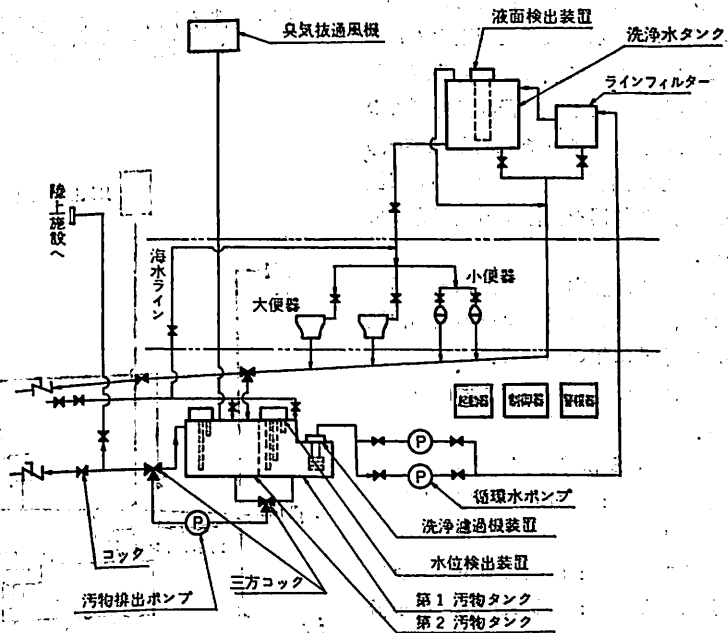 臭気抜通風機
液面検出装置
洗浄水タンク
ラインフィルター
陸上施設へ
海水ライン
大便器
小便器
起動器
制御器
警報器
P
P
循環水ポンプ
洗浄濾過機装置
P
コック
三方コック
水位検出装置
汚物排出ポンプ
第1汚物タンク
第2汚物タンク